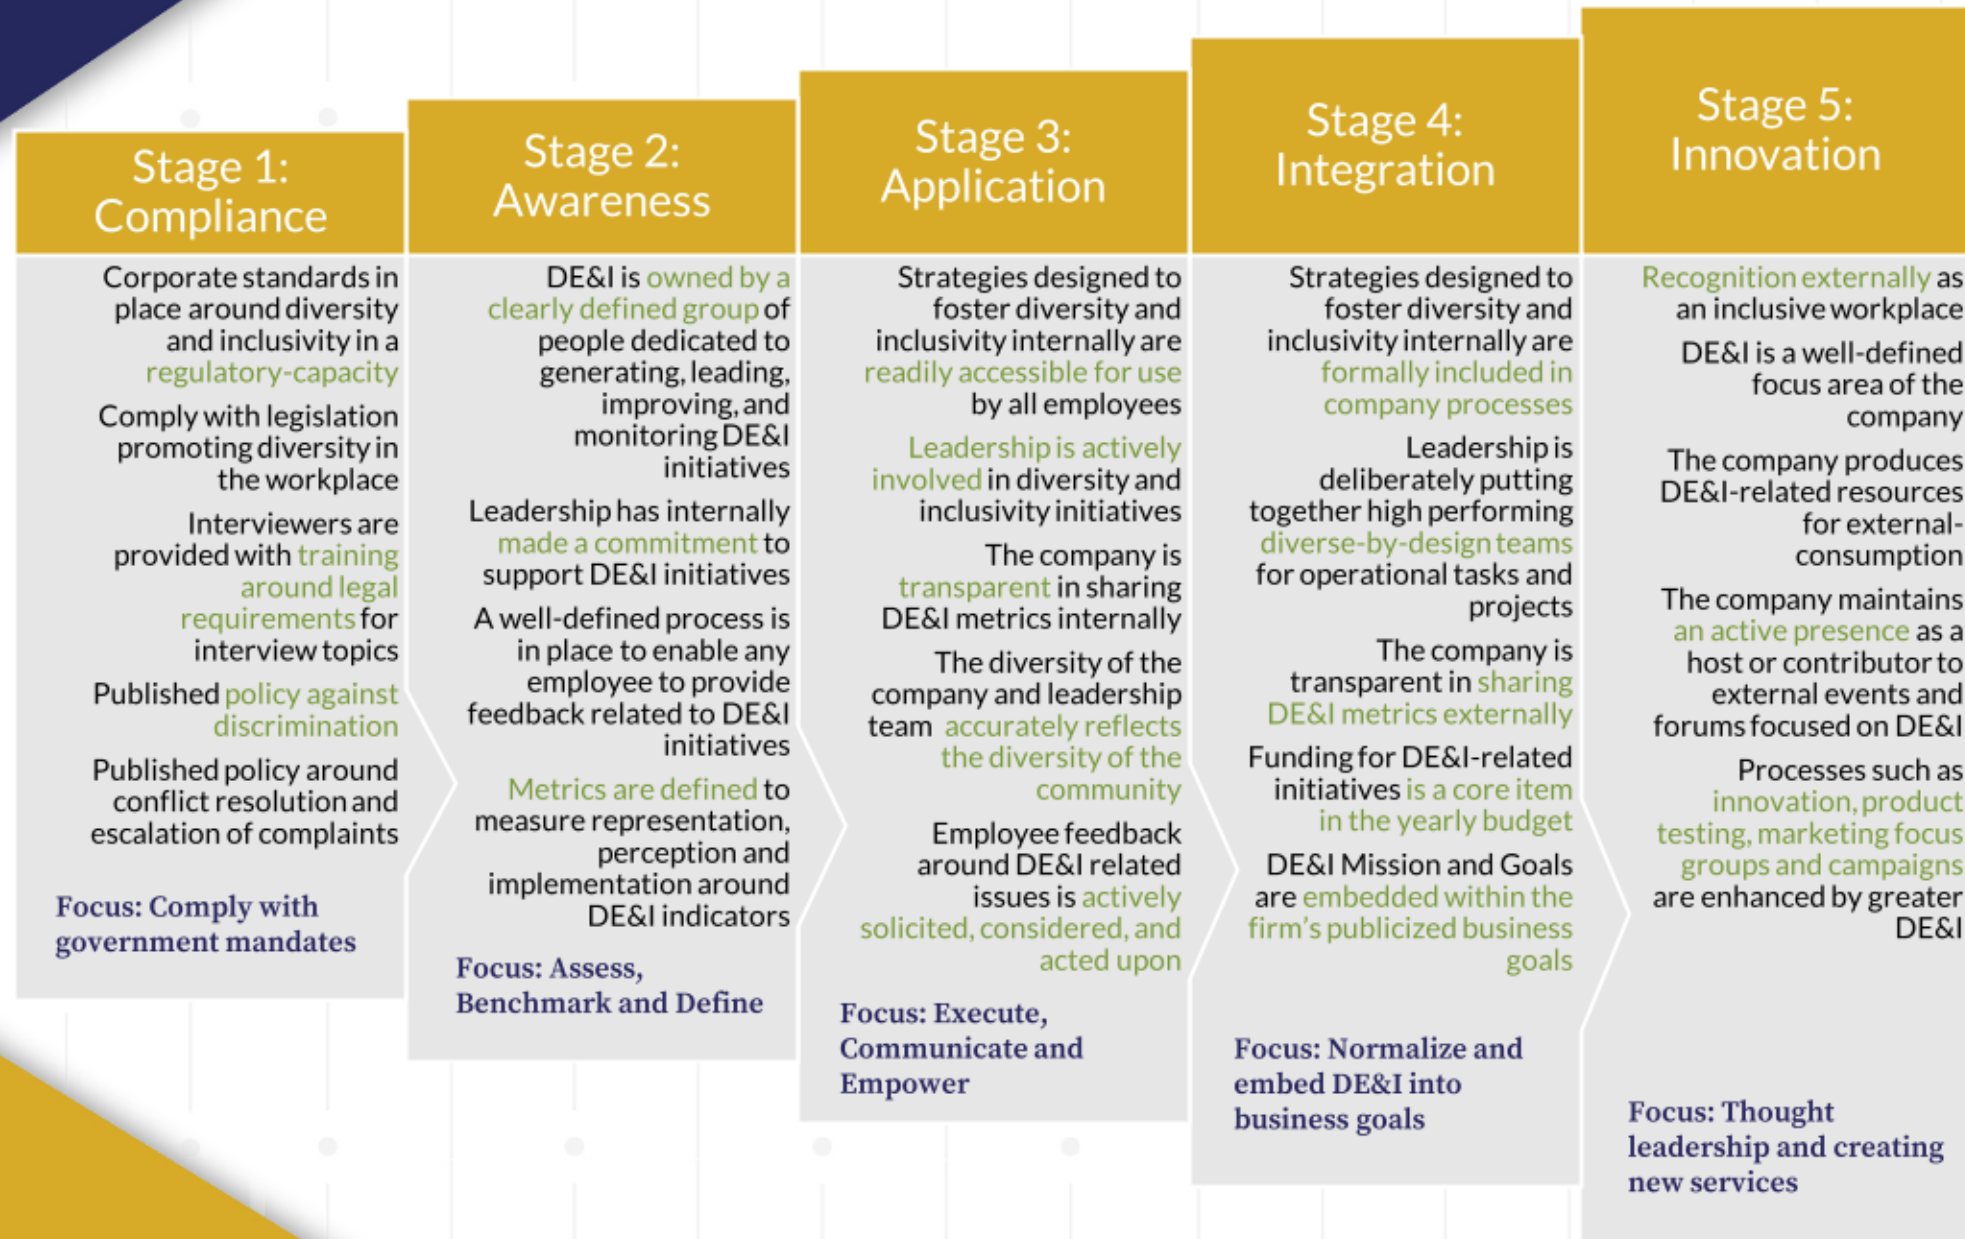 Stage 1:
Compliance
Corporate standards in
place around diversity
and inclusivity in a
regulatory-capacity
Comply with legislation
promoting diversity in
the workplace
Interviewers are
provided with training
around legal
requirements for
interview topics
Published policy against
discrimination
Published policy around
conflict resolution and
escalation of complaints
Focus: Comply with
government mandates
Stage 2:
Awareness
DE&I is owned by a
clearly defined group of
people dedicated to
generating, leading,
improving, and
monitoring DE&I
initiatives
Leadership has internally
made a commitment to
support DE&I initiatives
A well-defined process is
in place to enable any
employee to provide
feedback related to DE&I
initiatives
Metrics are defined to
measure representation,
perception and
implementation around
DE&I indicators
Focus: Assess,
Benchmark and Define
Stage 3:
Application
Strategies designed to
foster diversity and
inclusivity internally are
readily accessible for use
by all employees
Leadership is actively
involved in diversity and
inclusivity initiatives
The company is
transparent in sharing
DE&I metrics internally
The diversity of the
company and leadership
team accurately reflects
the diversity of the
community
Employee feedback
around DE&I related
issues is actively
solicited, considered, and
acted upon
Focus: Execute,
Communicate and
Empower
Stage 4:
Integration
Strategies designed to
foster diversity and
inclusivity internally are
formally included in
company processes
Leadership is
deliberately putting
together high performing
diverse-by-design teams
for operational tasks and
projects
The company is
transparent in sharing
DE&I metrics externally
Funding for DE&I-related
initiatives is a core item
in the yearly budget
DE&I Mission and Goals
are embedded within the
firm's publicized business
goals
Focus: Normalize and
embed DE&I into
business goals
Stage 5:
Innovation
Recognition externally as
an inclusive workplace
DE&I is a well-defined
focus area of the
company
The company produces
DE&I-related resources
for external-
consumption
The company maintains
an active presence as a
host or contributor to
external events and
forums focused on DE&I
Processes such as
innovation, product
testing, marketing focus
groups and campaigns
are enhanced by greater
DE&I
Focus: Thought
leadership and creating
new services